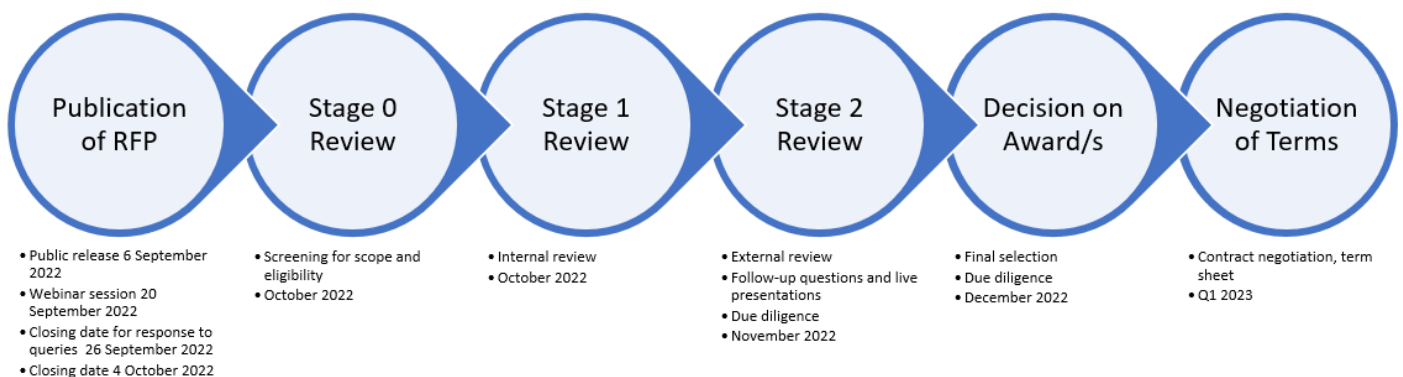 Publication
of RFP
Stage 0
Review
Stage 1
Review
Stage 2
Review
Decision on
Award/s
Negotiation
of Terms
• Public release 6 September
2022
• Webinar session 20
September 2022
• Closing date for response to
queries 26 September 2022
• Closing date 4 October 2022
• Screening for scope and
eligibility
• October 2022
• Internal review
• October 2022
• External review
• Follow-up questions and live
presentations
• Due diligence
• November 2022
• Final selection
• Due diligence
• December 2022
• Contract negotiation, term
sheet
• Q1 2023